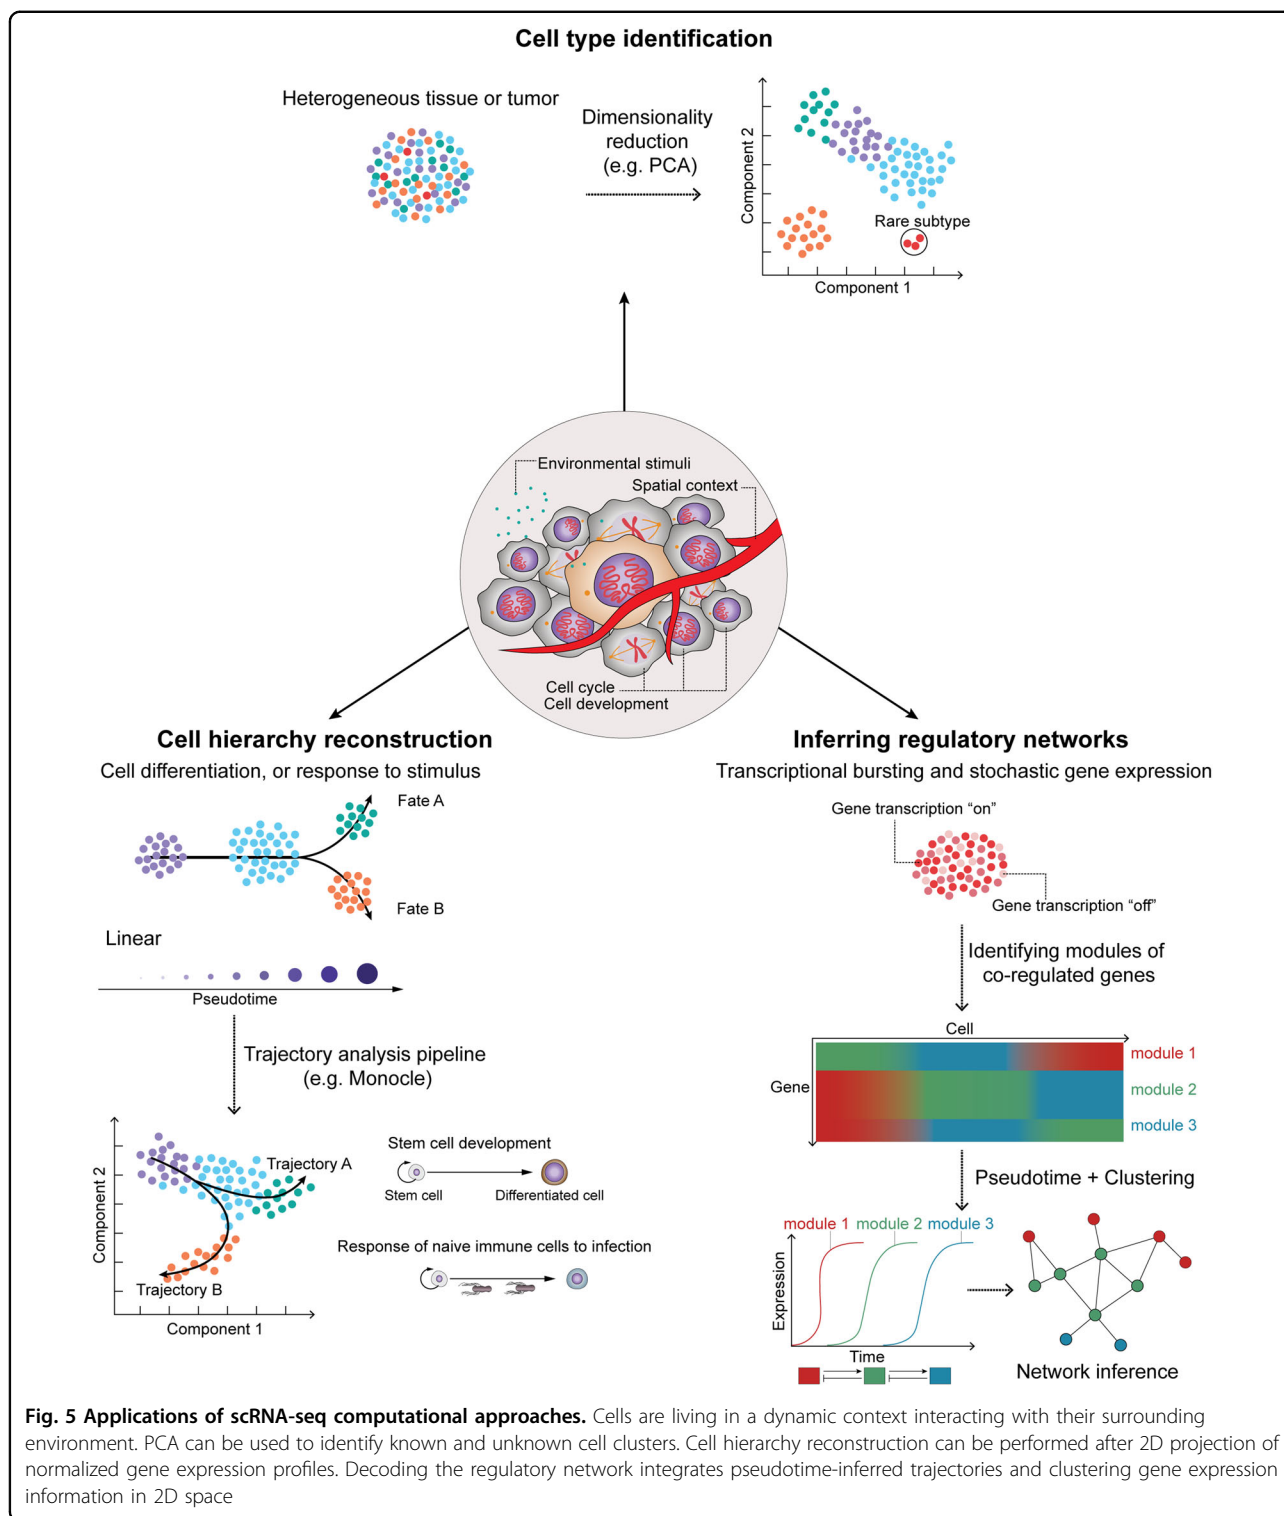 Cell type identification
Heterogeneous tissue or tumor
Dimensionality
reduction
(e.g. PCA)
Component 2
Rare subtype
Component 1
Environmental stimuli
Spatial context
Cell cycle
Cell development
Cell hierarchy reconstruction
Cell differentiation, or response to stimulus
Fate A
Fate B
Linear
Pseudotime
Trajectory analysis pipeline
(e.g. Monocle)
Component 2
Trajectory A
Trajectory B
Component 1
Stem cell development
Stem cell
Differentiated cell
Response of naive immune cells to infection
Inferring regulatory networks
Transcriptional bursting and stochastic gene expression
Gene transcription “on”
Gene transcription “off”
Identifying modules of
co-regulated genes
Cell
Gene
module 1
module 2
module 3
Pseudotime + Clustering
module 1 module 2 module 3
Expression
Time
Network inference
Fig. 5 Applications of scRNA-seq computational approaches. Cells are living in a dynamic context interacting with their surrounding
environment. PCA can be used to identify known and unknown cell clusters. Cell hierarchy reconstruction can be performed after 2D projection of
normalized gene expression profiles. Decoding the regulatory network integrates pseudotime-inferred trajectories and clustering gene expression
information in 2D space